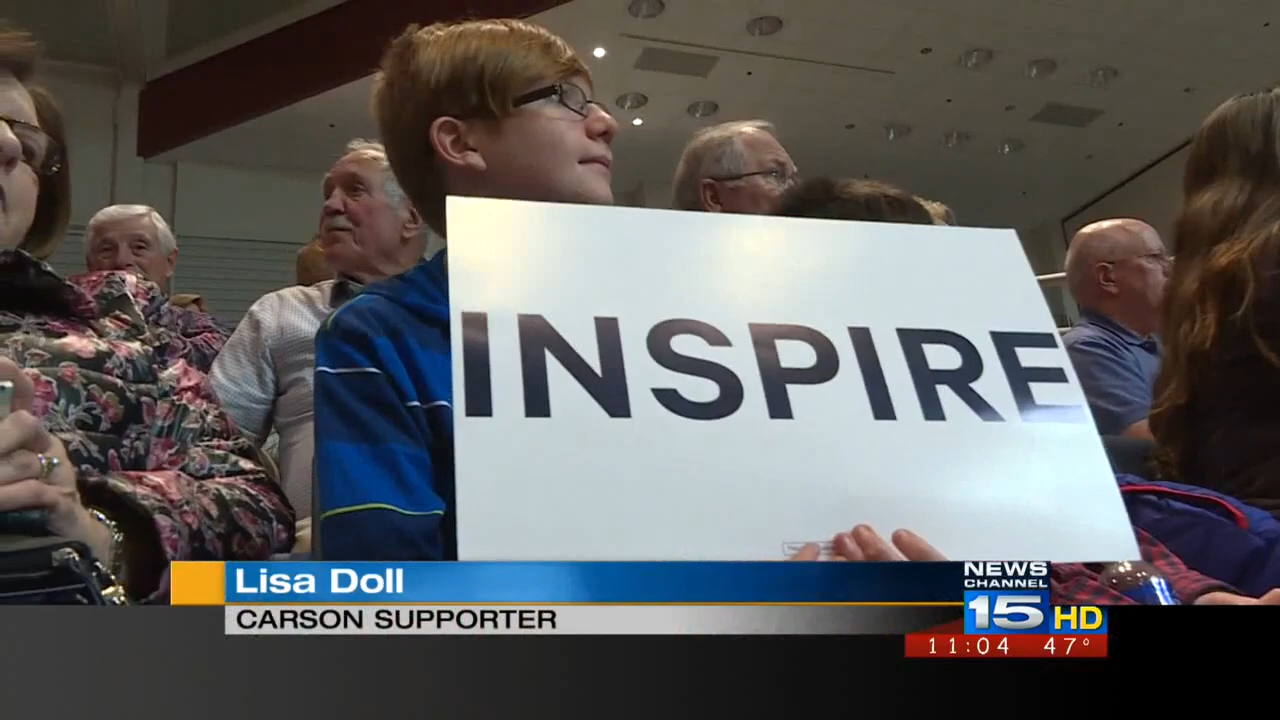 INSPIRE
Lisa Doll
CARSON SUPPORTER
NEWS
CHANNEL
15 HD
11:04 47°